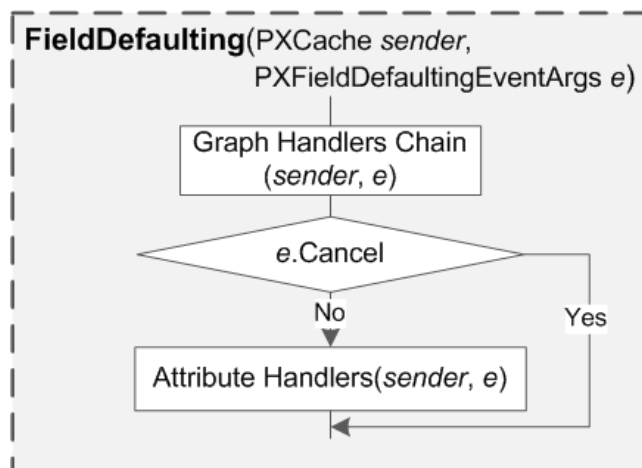 FieldDefaulting(PXCache sender,
PXFieldDefaultingEventArgs e)
Graph Handlers Chain
(sender, e)
e.Cancel
No
Yes
Attribute Handlers(sender, e)